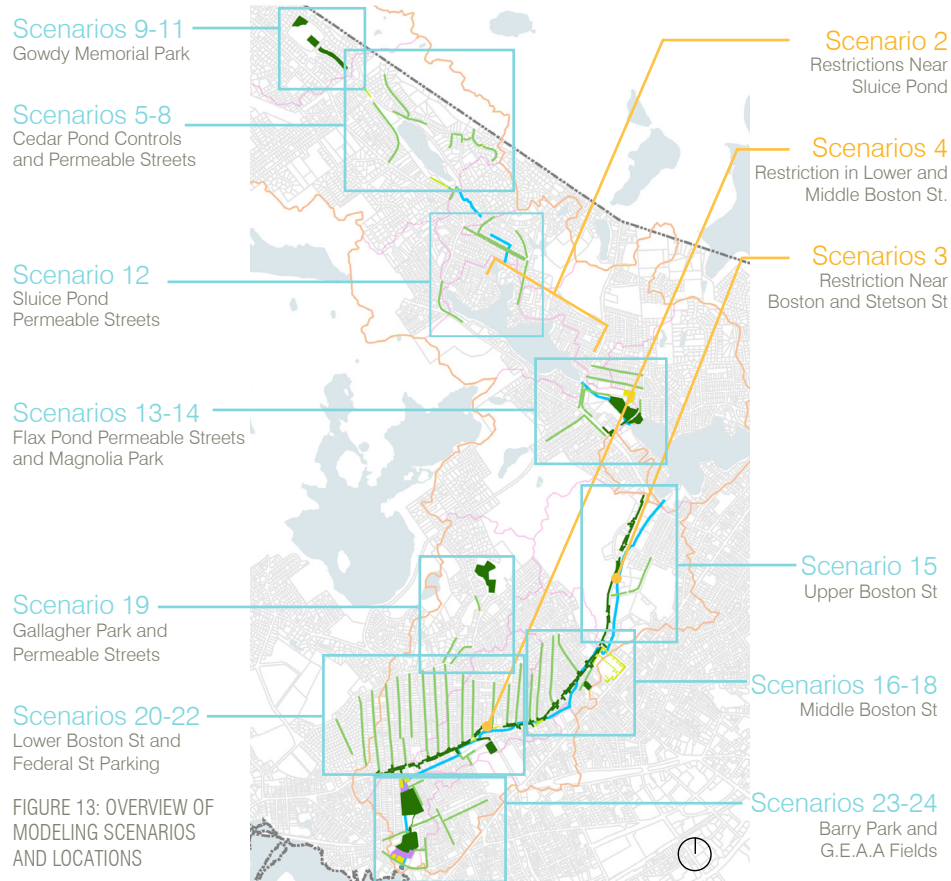 Scenarios 9-11
Gowdy Memorial Park
Scenarios 5-8
Cedar Pond Controls
and Permeable Streets
Scenario 12
Sluice Pond
Permeable Streets
Scenarios 13-14
Flax Pond Permeable Streets
and Magnolia Park
Scenario 19
Gallagher Park and
Permeable Streets
Scenarios 20-22
Lower Boston St and
Federal St Parking
FIGURE 13: OVERVIEW OF
MODELING SCENARIOS
AND LOCATIONS
Scenario 2
Restrictions Near
Sluice Pond
Scenarios 4
Restriction in Lower and
Middle Boston St.
Scenarios 3
Restriction Near
Boston and Stetson St
Scenario 15
Upper Boston St
Scenarios 16-18
Middle Boston St
Scenarios 23-24
Barry Park and
G.E.A.A Fields